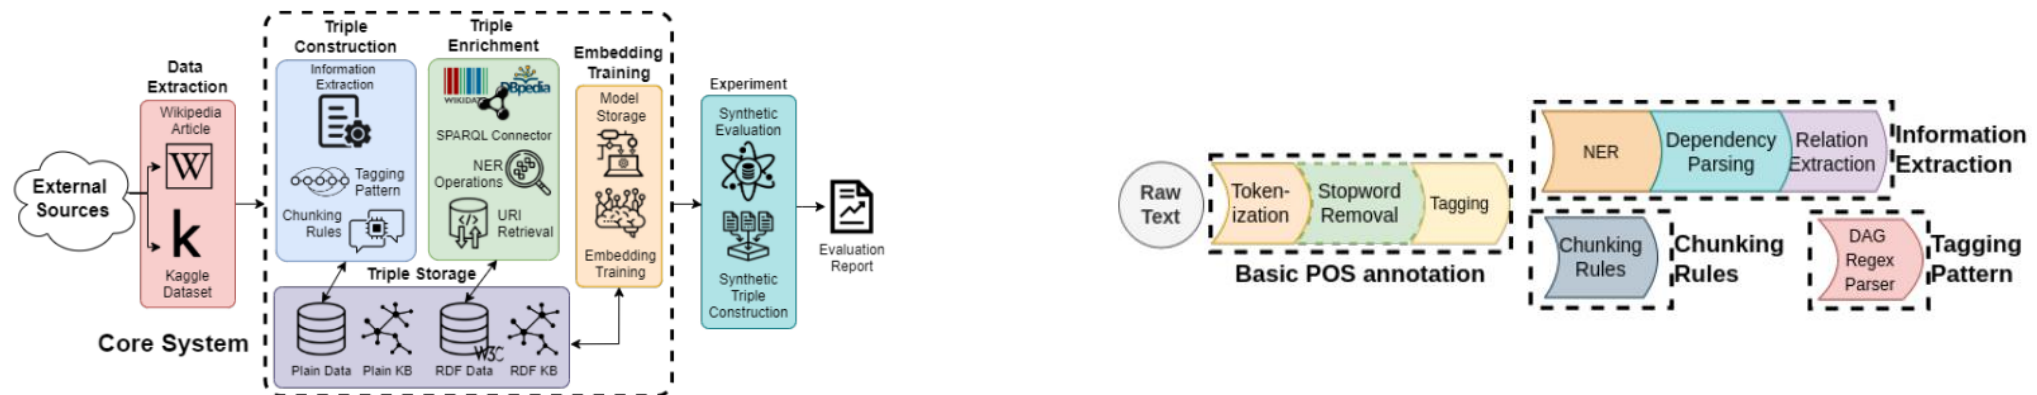 External
Sources
Data
Extraction
Wikipedia
Article
W
k
Kaggle
Dataset
Core System
Triple
Construction
Information
Extraction
Tagging
Pattern
Chunking
Rules
Triple
Enrichment
WIKIDATA
DBpedia
SPARQL Connector
NER
Operations
URI
Retrieval
Embedding
Training
Model
Storage
Embedding
Training
Triple Storage
Plain Data
Plain KB
W3C
RDF Data
RDF KB
Experiment
Synthetic
Evaluation
Synthetic
Triple
Construction
Evaluation
Report
Raw
Text
Token-
ization
Stopword
Removal
Tagging
Basic POS annotation
NER
Dependency
Parsing
Relation
Extraction
Information
Extraction
Chunking
Rules
Chunking
Rules
DAG
Regex
Parser
Tagging
Pattern